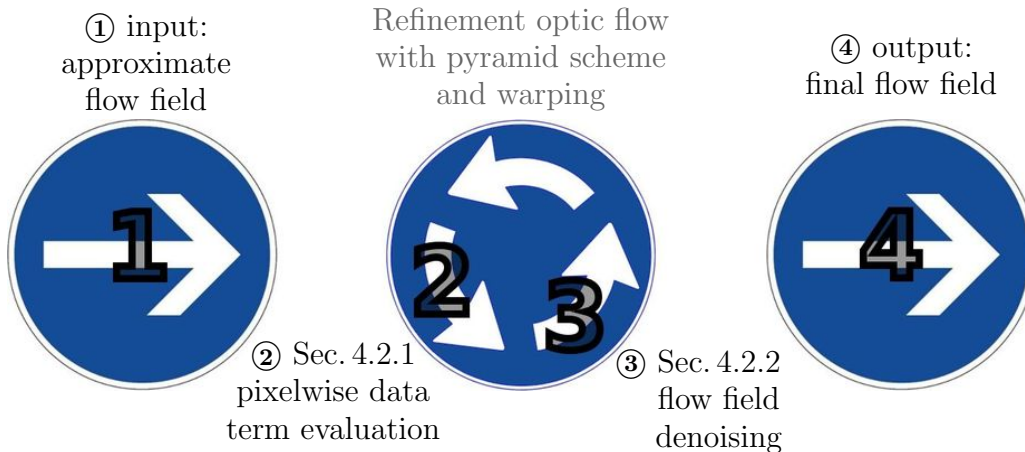 ① input:
approximate
flow field
Refinement optic flow
with pyramid scheme
and warping
④ output:
final flow field
1
2
3
4
② Sec. 4.2.1
pixelwise data
term evaluation
③ Sec. 4.2.2
flow field
denoising